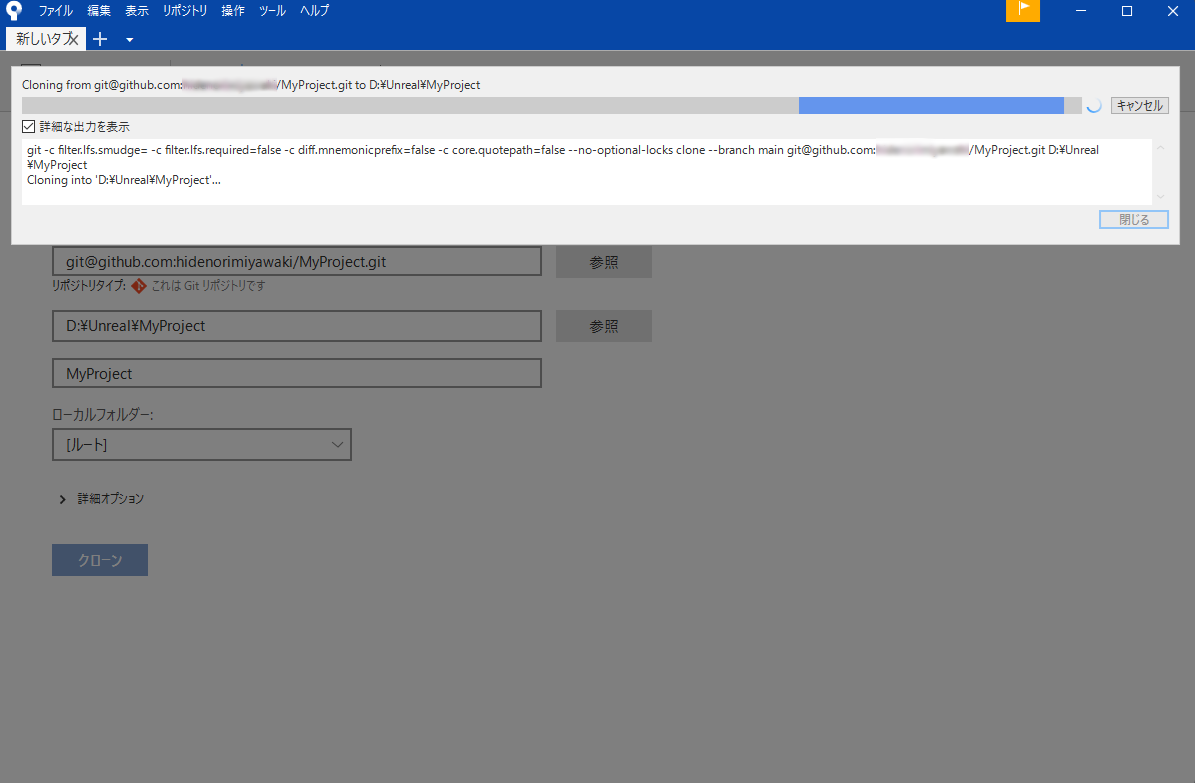 ファイル 編集 表示 リポジトリ 操作 ツール ヘルプ
新しいタブ
Cloning from git@github.com: /MyProject.git to D:¥Unreal¥MyProject
キャンセル
詳細な出力を表示
git -c filter.lfs.smudge= -c filter.lfs.required=false -c diff.mnemonicprefix=false -c core.quotepath=false --no-optional-locks clone --branch main git@github.com: /MyProject.git D:¥Unreal
¥MyProject
Cloning into 'D:¥Unreal¥MyProject'...
閉じる
git@github.com:hidenorimiyawaki/MyProject.git 参照
リポジトリタイプ: これは Git リポジトリです
D:¥Unreal¥MyProject 参照
MyProject
ローカルフォルダー:
[ルート]
詳細オプション
クローン